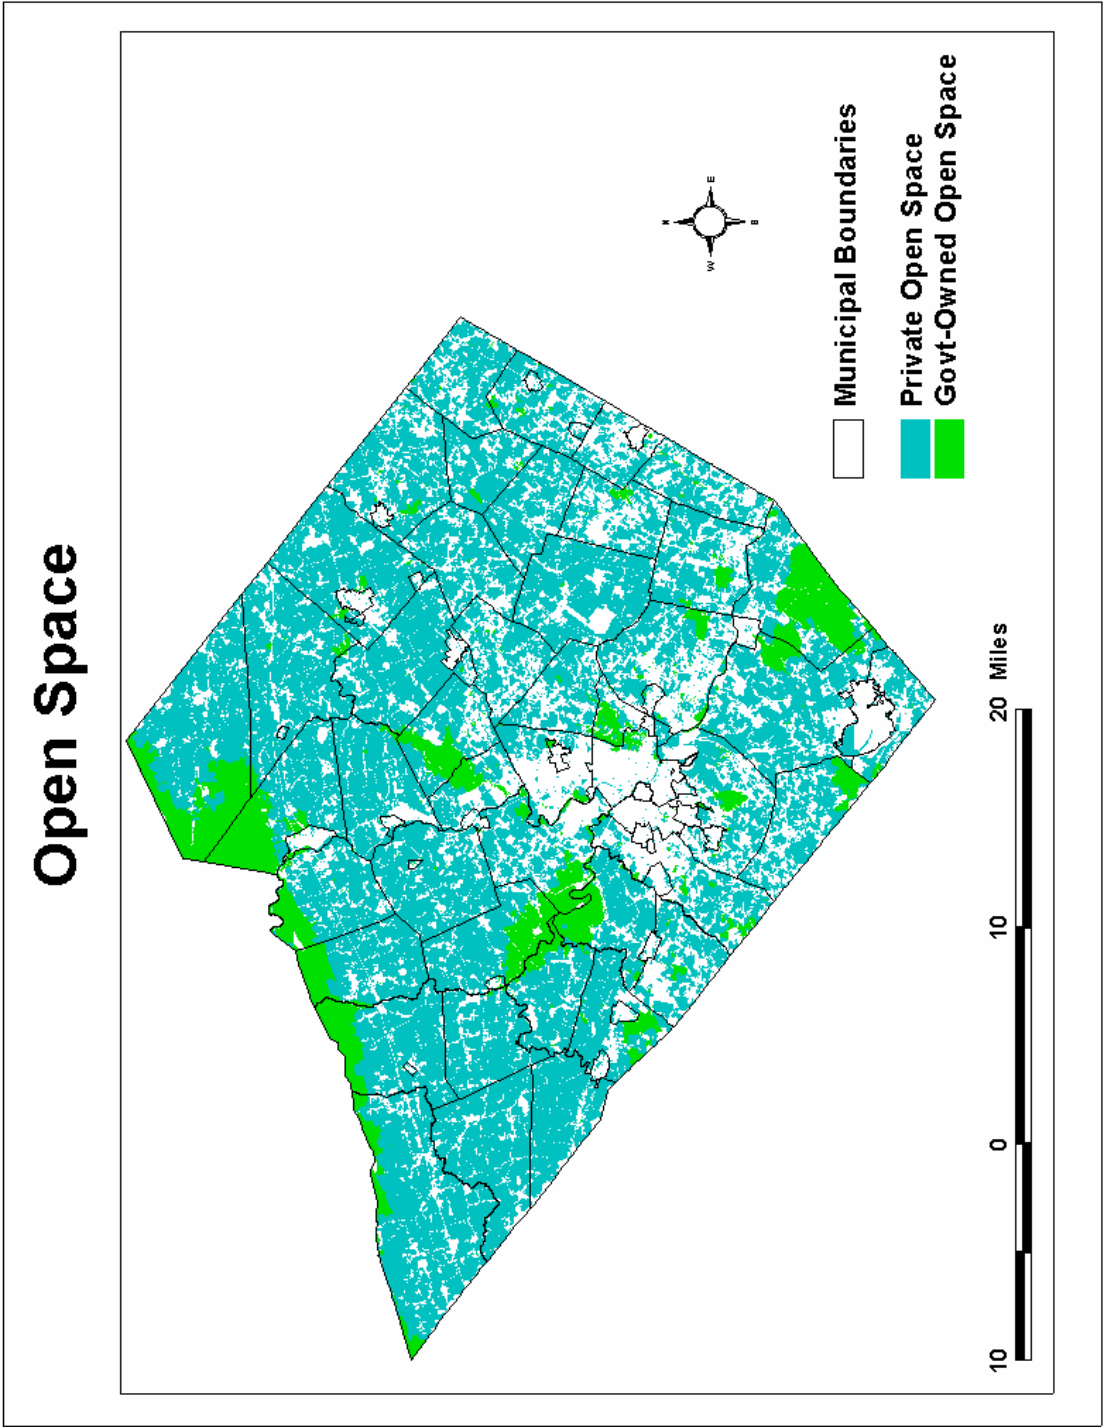 Open Space
N
W E
S
Municipal Boundaries
Private Open Space
Govt-Owned Open Space
10 0 10 20 Miles